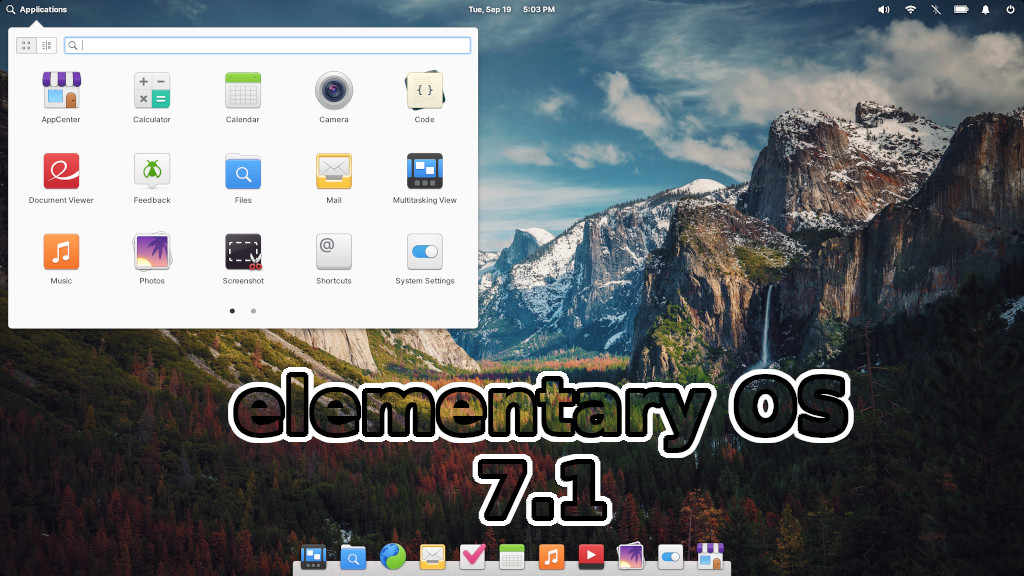 Applications
Tue, Sep 19 5:03 PM
AppCenter
Calculator
Calendar
Camera
Code
Document Viewer
Feedback
Files
Mail
Multitasking View
Music
Photos
Screenshot
Shortcuts
System Settings
elementary OS
7.1